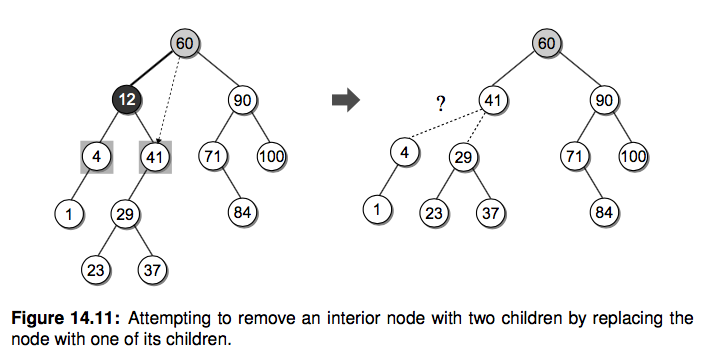 60 60
12 90 ? 41 90
4 41 71 100 4 29 71 100
1 29 84 1 23 37 84
23 37
Figure 14.11: Attempting to remove an interior node with two children by replacing the
node with one of its children.